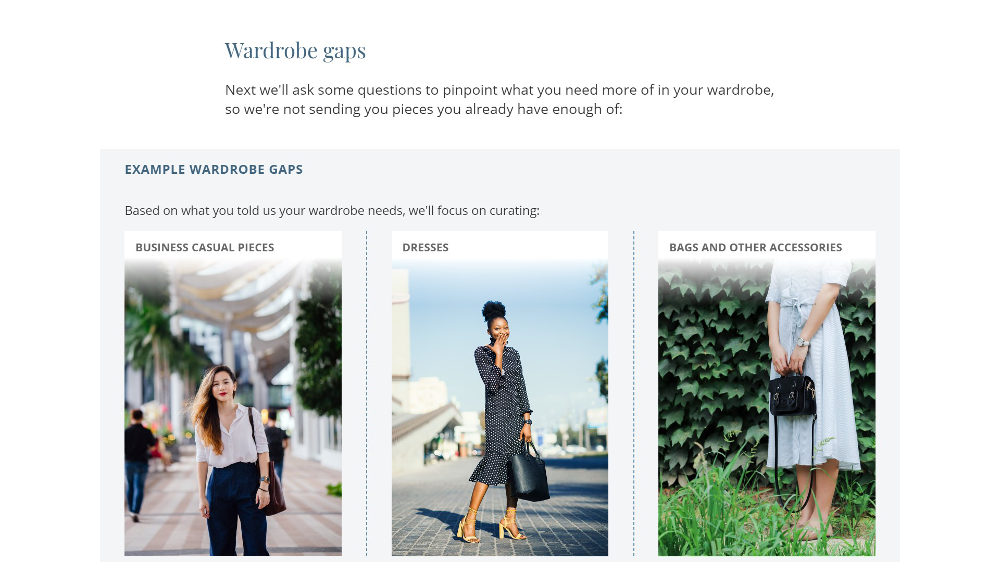 Wardrobe gaps
Next we'll ask some questions to pinpoint what you need more of in your wardrobe,
so we're not sending you pieces you already have enough of:
EXAMPLE WARDROBE GAPS
Based on what you told us your wardrobe needs, we'll focus on curating:
BUSINESS CASUAL PIECES
DRESSES
BAGS AND OTHER ACCESSORIES